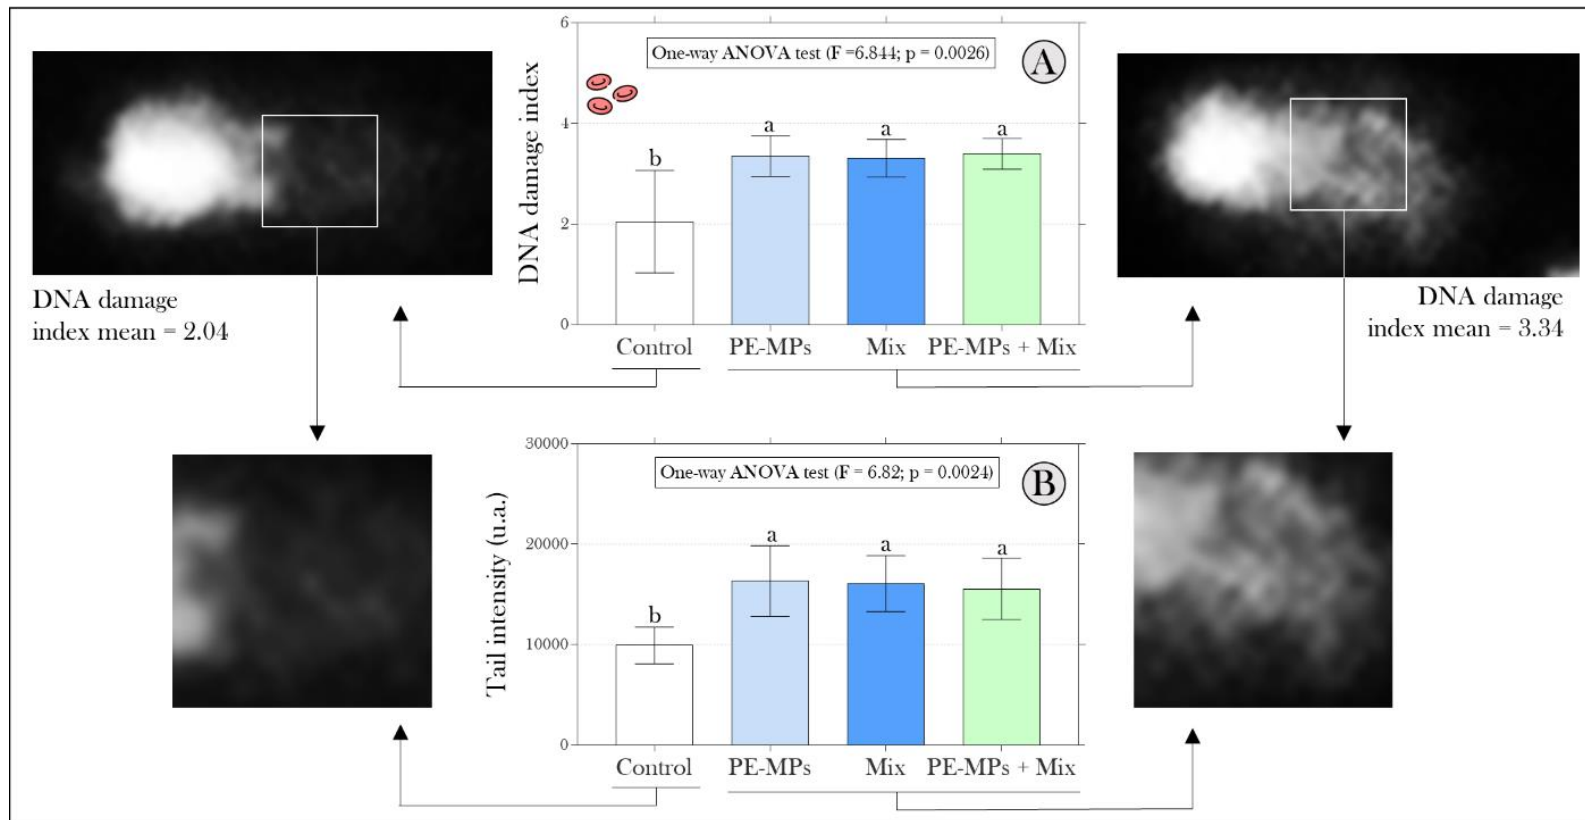 6
One-way ANOVA test (F =6.844; p = 0.0026)
A
DNA damage index
4
a
a
a
b
2
0
Control
PE-MPs
Mix
PE-MPs + Mix
DNA damage
index mean = 2.04
DNA damage
index mean = 3.34
30000
One-way ANOVA test (F = 6.82; p = 0.0024)
B
Tail intensity (u.a.)
20000
a
a
a
b
10000
0
Control
PE-MPs
Mix
PE-MPs + Mix